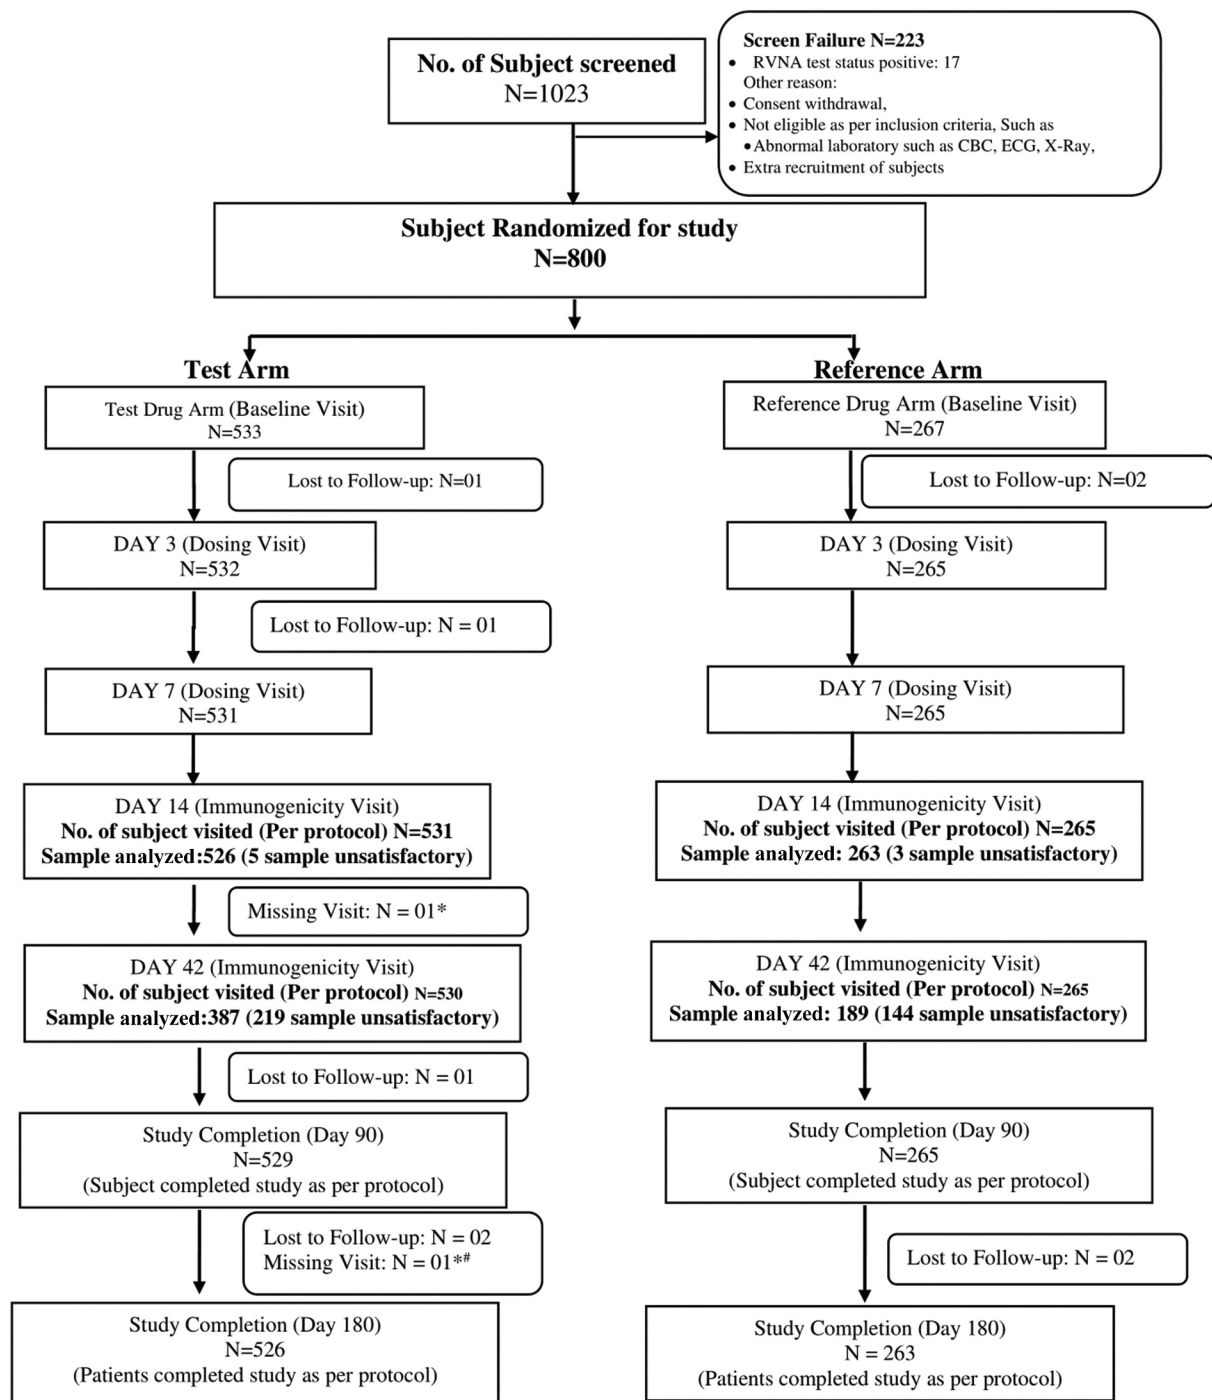 No. of Subject screened
N=1023
Screen Failure N=223
• RVNA test status positive: 17
Other reason:
• Consent withdrawal,
• Not eligible as per inclusion criteria, Such as
• Abnormal laboratory such as CBC, ECG, X-Ray,
• Extra recruitment of subjects
Subject Randomized for study
N=800
Test Arm
Test Drug Arm (Baseline Visit)
N=533
Lost to Follow-up: N=01
DAY 3 (Dosing Visit)
N=532
Lost to Follow-up: N = 01
DAY 7 (Dosing Visit)
N=531
DAY 14 (Immunogenicity Visit)
No. of subject visited (Per protocol) N=531
Sample analyzed:526 (5 sample unsatisfactory)
Missing Visit: N = 01*
DAY 42 (Immunogenicity Visit)
No. of subject visited (Per protocol) N=530
Sample analyzed:387 (219 sample unsatisfactory)
Lost to Follow-up: N = 01
Study Completion (Day 90)
N=529
(Subject completed study as per protocol)
Lost to Follow-up: N = 02
Missing Visit: N = 01*#
Study Completion (Day 180)
N=526
(Patients completed study as per protocol)
Reference Arm
Reference Drug Arm (Baseline Visit)
N=267
Lost to Follow-up: N=02
DAY 3 (Dosing Visit)
N=265
DAY 7 (Dosing Visit)
N=265
DAY 14 (Immunogenicity Visit)
No. of subject visited (Per protocol) N=265
Sample analyzed: 263 (3 sample unsatisfactory)
DAY 42 (Immunogenicity Visit)
No. of subject visited (Per protocol) N=265
Sample analyzed: 189 (144 sample unsatisfactory)
Study Completion (Day 90)
N=265
(Subject completed study as per protocol)
Lost to Follow-up: N = 02
Study Completion (Day 180)
N = 263
(Patients completed study as per protocol)